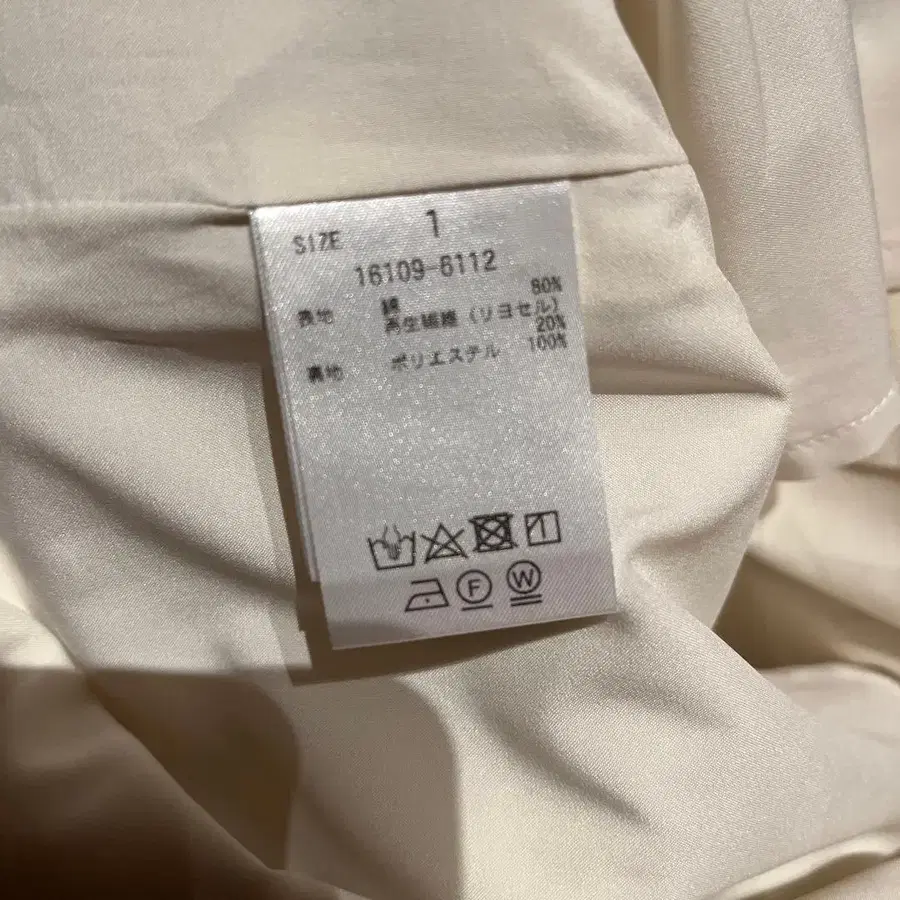 SIZE 1
16109-6112
表地 綿 80%
再生繊維 (リヨセル) 20%
裏地 ポリエステル 100%
F W